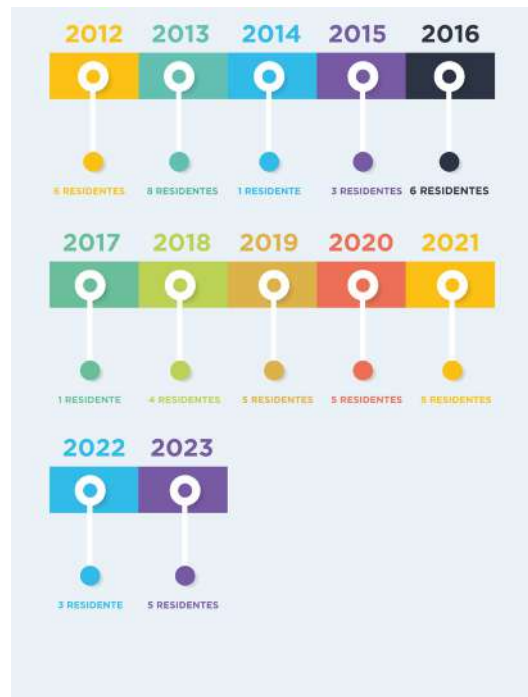 2012 2013 2014 2015 2016
6 RESIDENTES 8 RESIDENTES 1 RESIDENTE 3 RESIDENTES 6 RESIDENTES
2017 2018 2019 2020 2021
1 RESIDENTE 4 RESIDENTES 5 RESIDENTES 5 RESIDENTES RESIDENTES
2022 2023
3 RESIDENTE 5 RESIDENTES